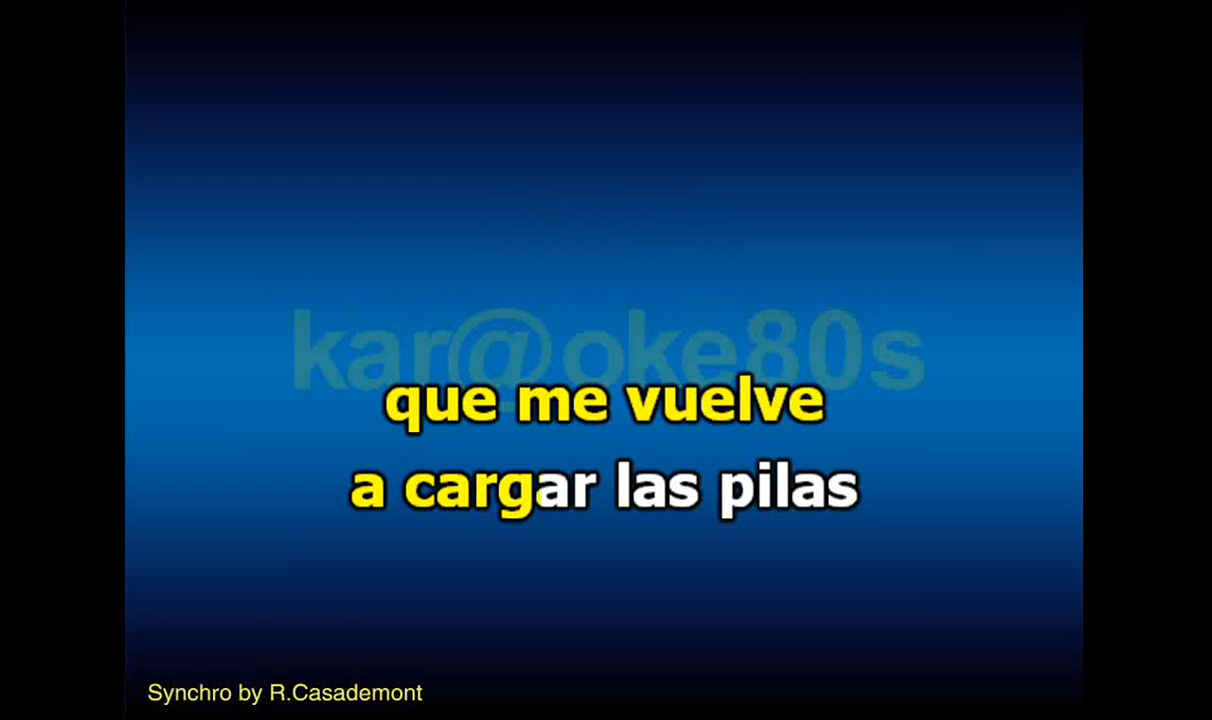 kar@oke80s
que me vuelve
a cargar las pilas
Synchro by R.Casademont